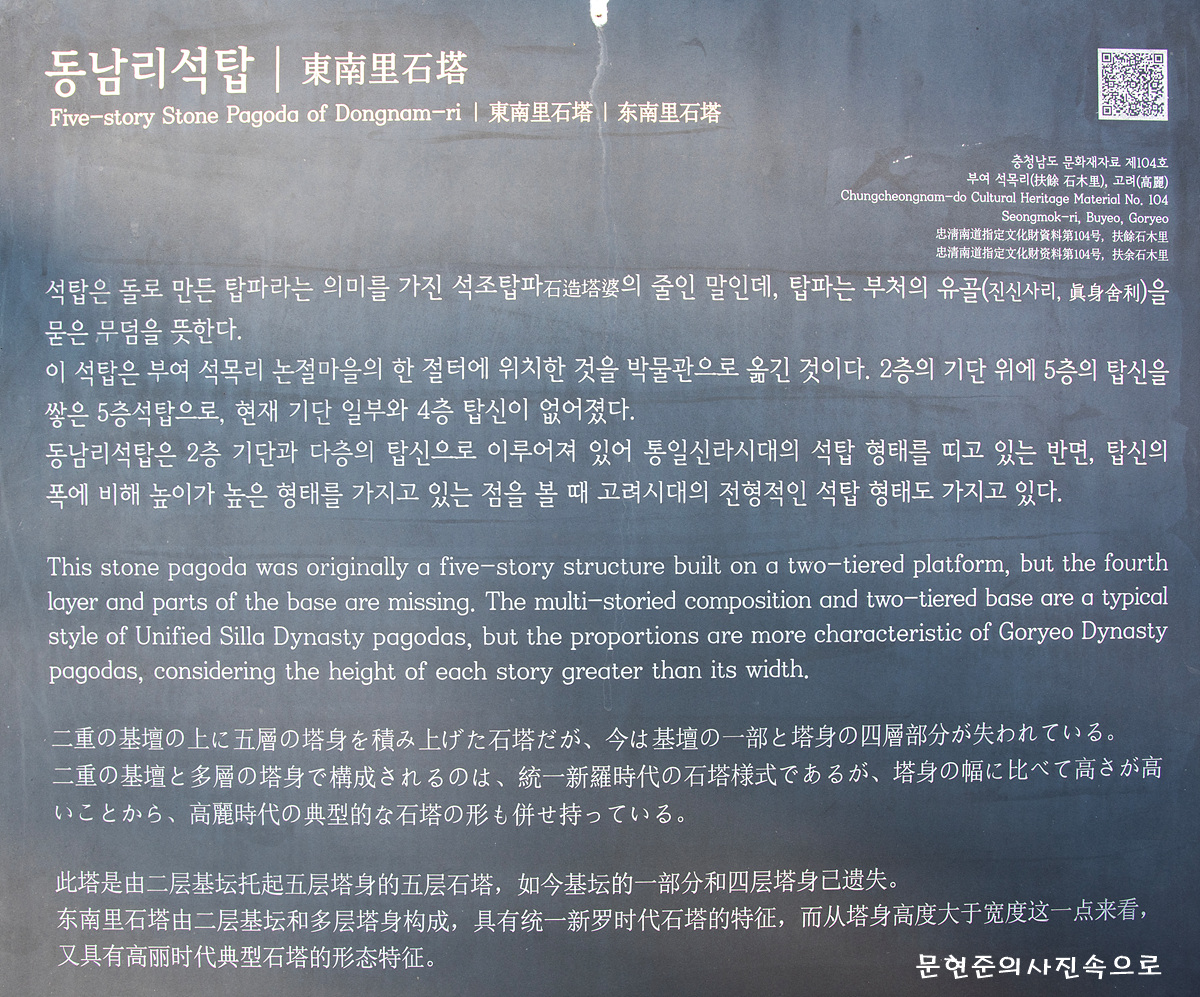 동남리석탑 | 東南里石塔
Five-story Stone Pagoda of Dongnam-ri | 東南里石塔 | 东南里石塔
충청남도 문화재자료 제104호
부여 석목리(扶餘 石木里), 고려(高麗)
Chungcheongnam-do Cultural Heritage Material No. 104
Seongmok-ri, Buyeo, Goryeo
忠清南道指定文化財資料第104号, 扶餘石木里
忠清南道指定文化财资料第104号, 扶余石木里
석탑은 돌로 만든 탑파라는 의미를 가진 석조탑파石造塔婆의 줄인 말인데, 탑파는 부처의 유골(진신사리, 眞身舍利)을
묻은 무덤을 뜻한다.
이 석탑은 부여 석목리 논절마을의 한 절터에 위치한 것을 박물관으로 옮긴 것이다. 2층의 기단 위에 5층의 탑신을
쌓은 5층석탑으로, 현재 기단 일부와 4층 탑신이 없어졌다.
동남리석탑은 2층 기단과 다층의 탑신으로 이루어져 있어 통일신라시대의 석탑 형태를 띠고 있는 반면, 탑신의
폭에 비해 높이가 높은 형태를 가지고 있는 점을 볼 때 고려시대의 전형적인 석탑 형태도 가지고 있다.
This stone pagoda was originally a five-story structure built on a two-tiered platform, but the fourth
layer and parts of the base are missing. The multi-storied composition and two-tiered base are a typical
style of Unified Silla Dynasty pagodas, but the proportions are more characteristic of Goryeo Dynasty
pagodas, considering the height of each story greater than its width.
二重の基壇の上に五層の塔身を積み上げた石塔だが、今は基壇の一部と塔身の四層部分が失われている。
二重の基壇と多層の塔身で構成されるのは、統一新羅時代の石塔様式であるが、塔身の幅に比べて高さが高
いことから、高麗時代の典型的な石塔の形も併せ持っている。
此塔是由二层基坛托起五层塔身的五层石塔，如今基坛的一部分和四层塔身已遗失。
东南里石塔由二层基坛和多层塔身构成，具有统一新罗时代石塔的特征，而从塔身高度大于宽度这一点来看，
又具有高丽时代典型石塔的形态特征。
문현준의사진속으로